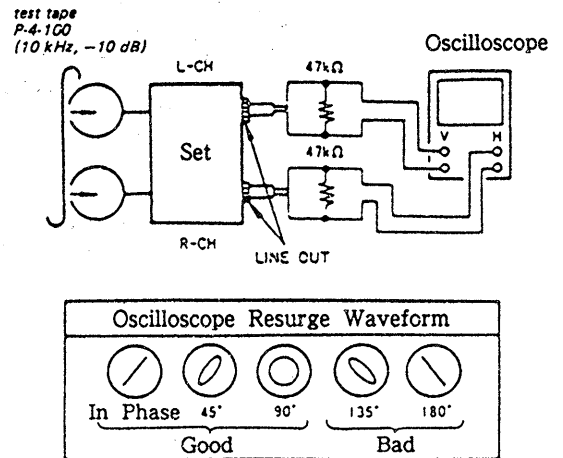 test tape
P-4-100
(10 kHz, −10 dB)
Oscilloscope
L-CH
47kΩ
V H
Set
47kΩ
R-CH
LINE OUT
Oscilloscope Resurge Waveform
In Phase 45° 90° 135° 180°
Good Bad